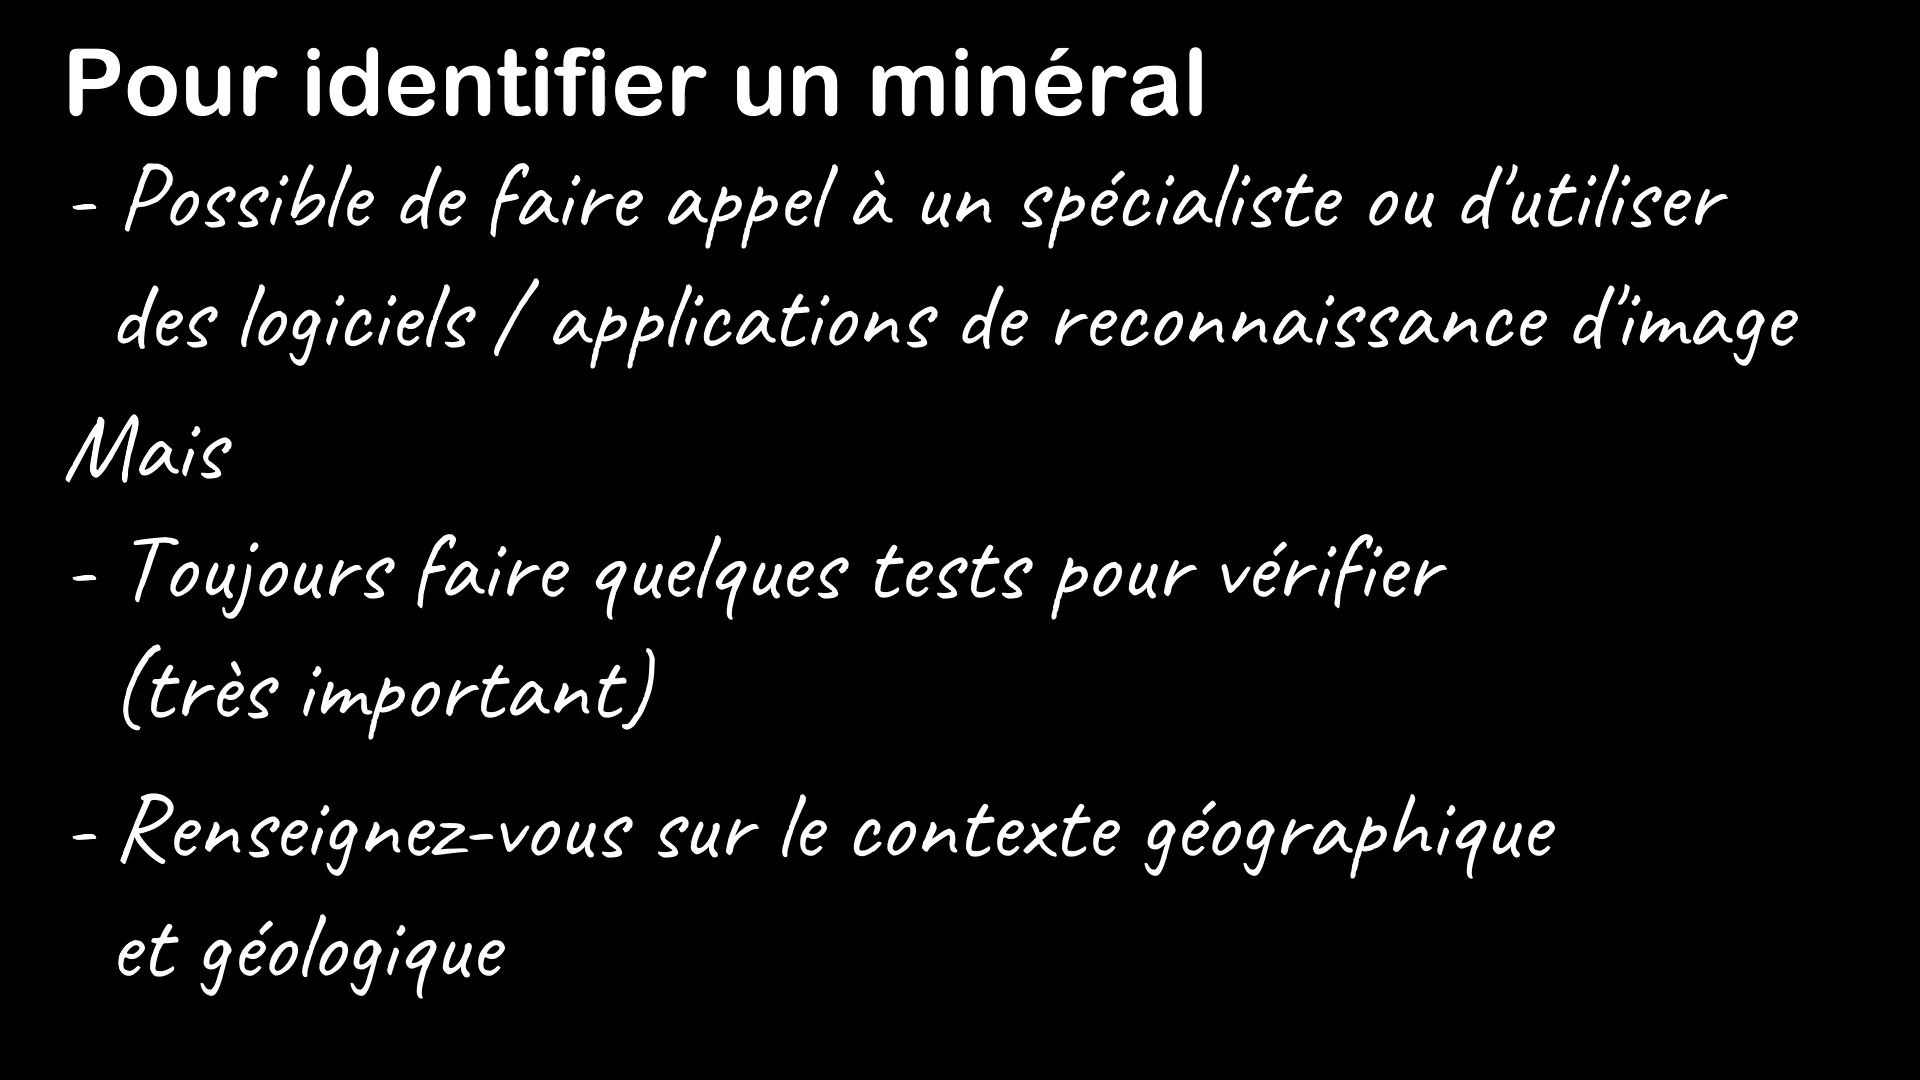 Pour identifier un minéral
- Possible de faire appel à un spécialiste ou d'utiliser
des logiciels / applications de reconnaissance d'image
Mais
- Toujours faire quelques tests pour vérifier
(très important)
- Renseignez-vous sur le contexte géographique
et géologique